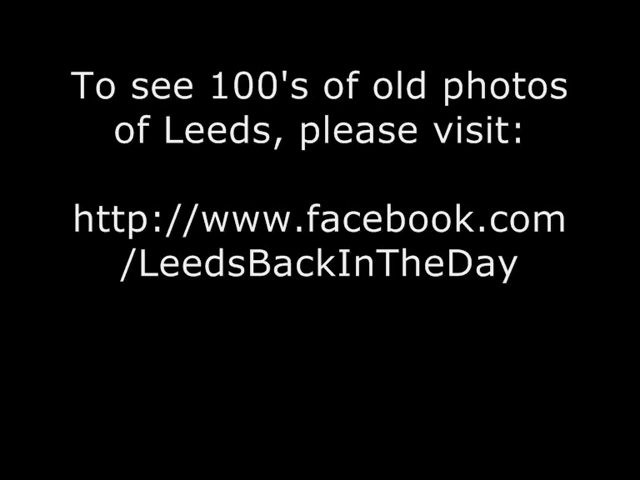 To see 100's of old photos
of Leeds, please visit:
http://www.facebook.com
/LeedsBackInTheDay